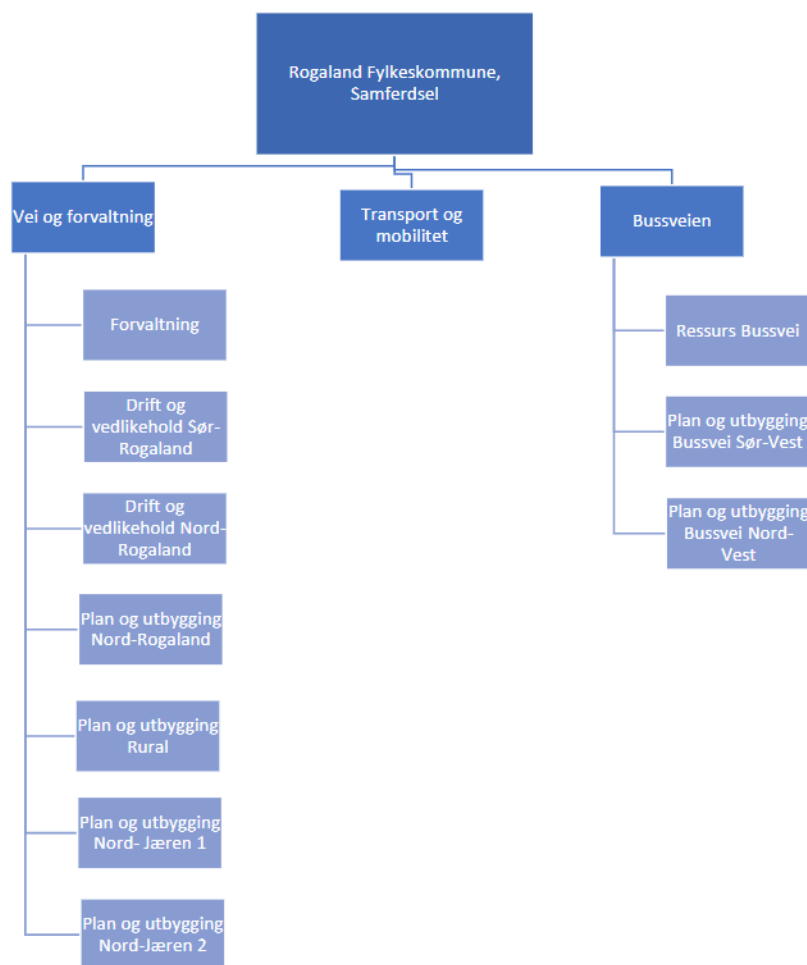 Rogaland Fylkeskommune,
Samferdsel
Vei og forvaltning
Transport og
mobilitet
Bussveien
Forvaltning
Drift og
vedlikehold Sør-
Rogaland
Drift og
vedlikehold Nord-
Rogaland
Plan og utbygging
Nord-Rogaland
Plan og utbygging
Rural
Plan og utbygging
Nord- Jæren 1
Plan og utbygging
Nord-Jæren 2
Ressurs Bussvei
Plan og utbygging
Bussvei Sør-Vest
Plan og utbygging
Bussvei Nord-
Vest